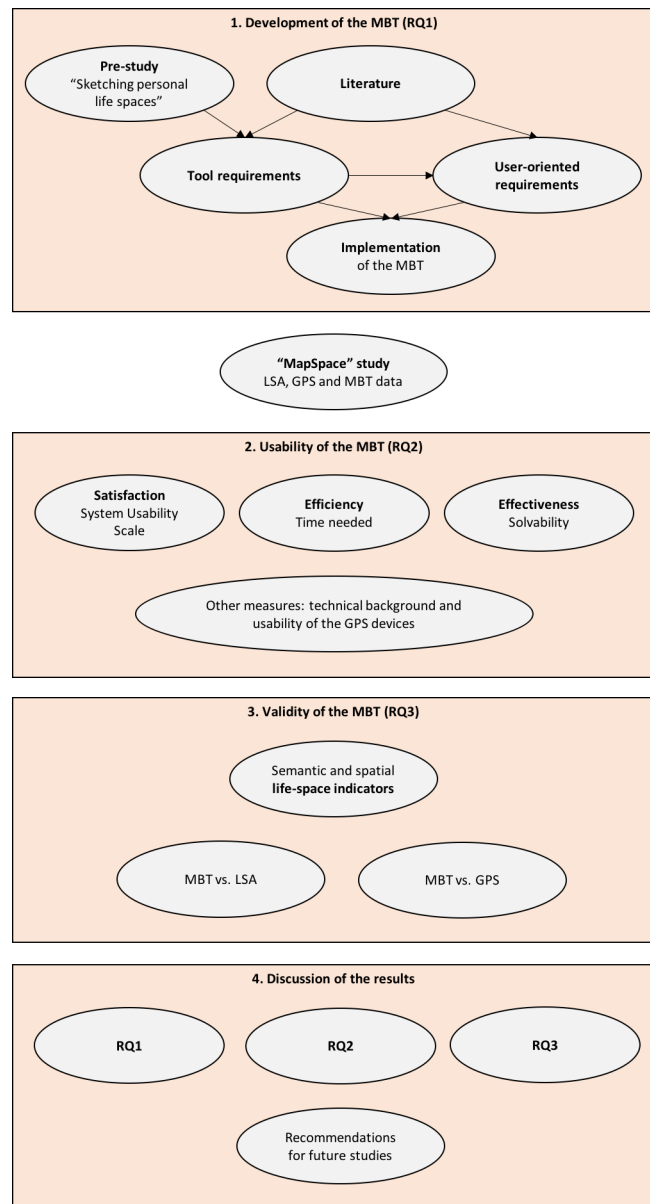 1. Development of the MBT (RQ1)
Pre-study
“Sketching personal
life spaces”
Literature
Tool requirements
User-oriented
requirements
Implementation
of the MBT
“MapSpace” study
LSA, GPS and MBT data
2. Usability of the MBT (RQ2)
Satisfaction
System Usability
Scale
Efficiency
Time needed
Effectiveness
Solvability
Other measures: technical background and
usability of the GPS devices
3. Validity of the MBT (RQ3)
Semantic and spatial
life-space indicators
MBT vs. LSA
MBT vs. GPS
4. Discussion of the results
RQ1
RQ2
RQ3
Recommendations
for future studies